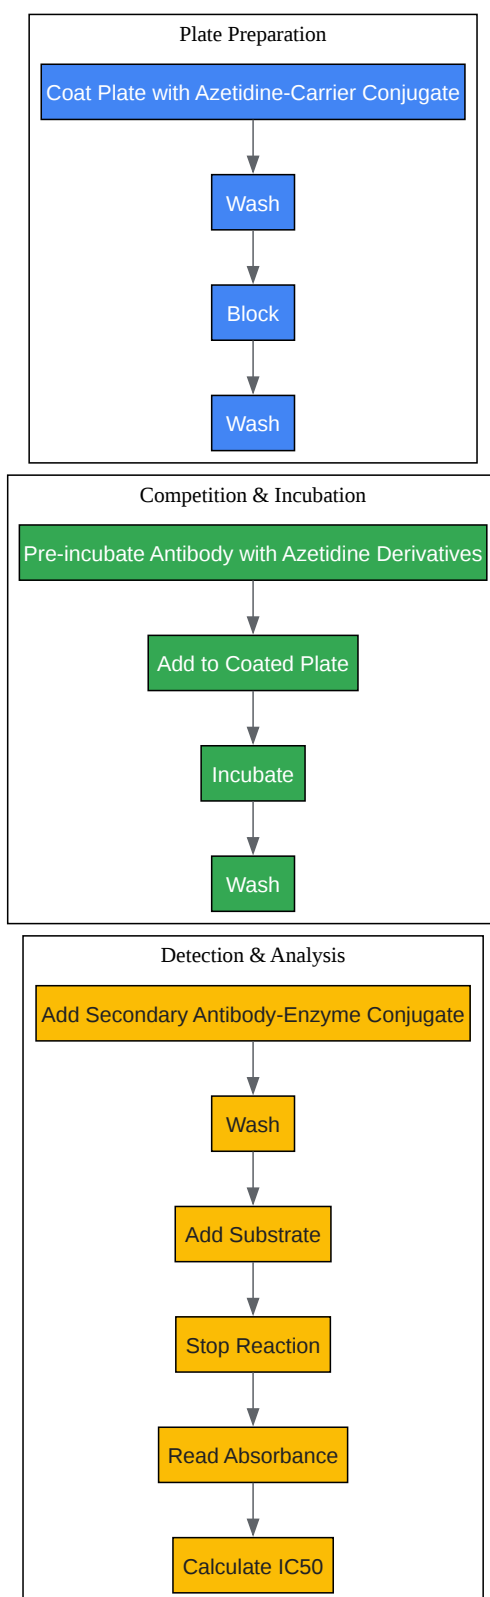 Plate Preparation
Coat Plate with Azetidine-Carrier Conjugate
Wash
Block
Wash
Competition & Incubation
Pre-incubate Antibody with Azetidine Derivatives
Add to Coated Plate
Incubate
Wash
Detection & Analysis
Add Secondary Antibody-Enzyme Conjugate
Wash
Add Substrate
Stop Reaction
Read Absorbance
Calculate IC50